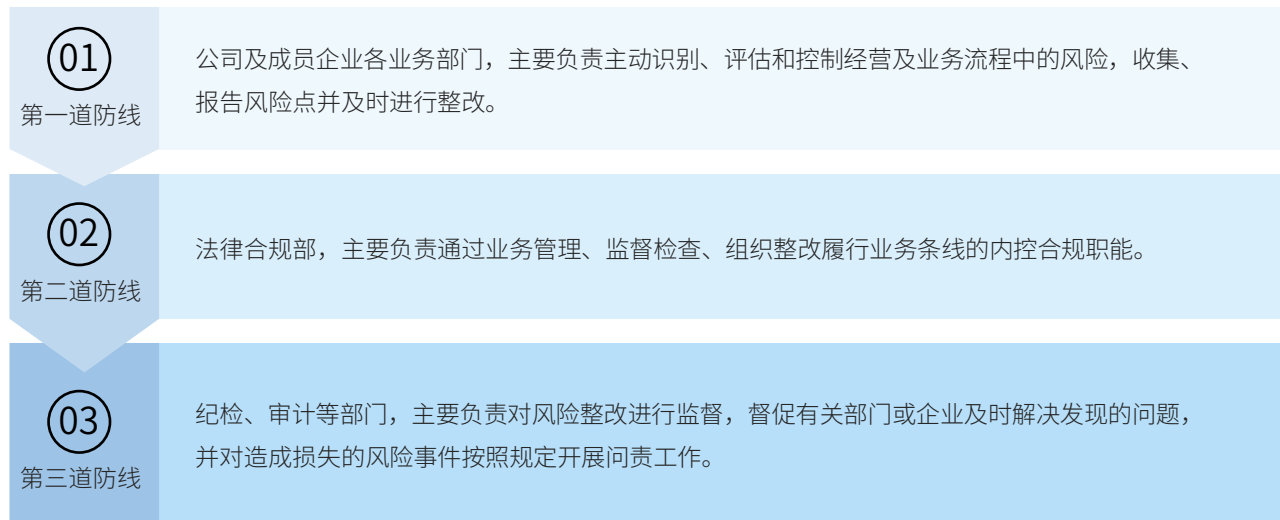 01
第一道防线
公司及成员企业各业务部门，主要负责主动识别、评估和控制经营及业务流程中的风险，收集、
报告风险点并及时进行整改。
02
第二道防线
法律合规部，主要负责通过业务管理、监督检查、组织整改履行业务条线的内控合规职能。
03
第三道防线
纪检、审计等部门，主要负责对风险整改进行监督，督促有关部门或企业及时解决发现的问题，
并对造成损失的风险事件按照规定开展问责工作。